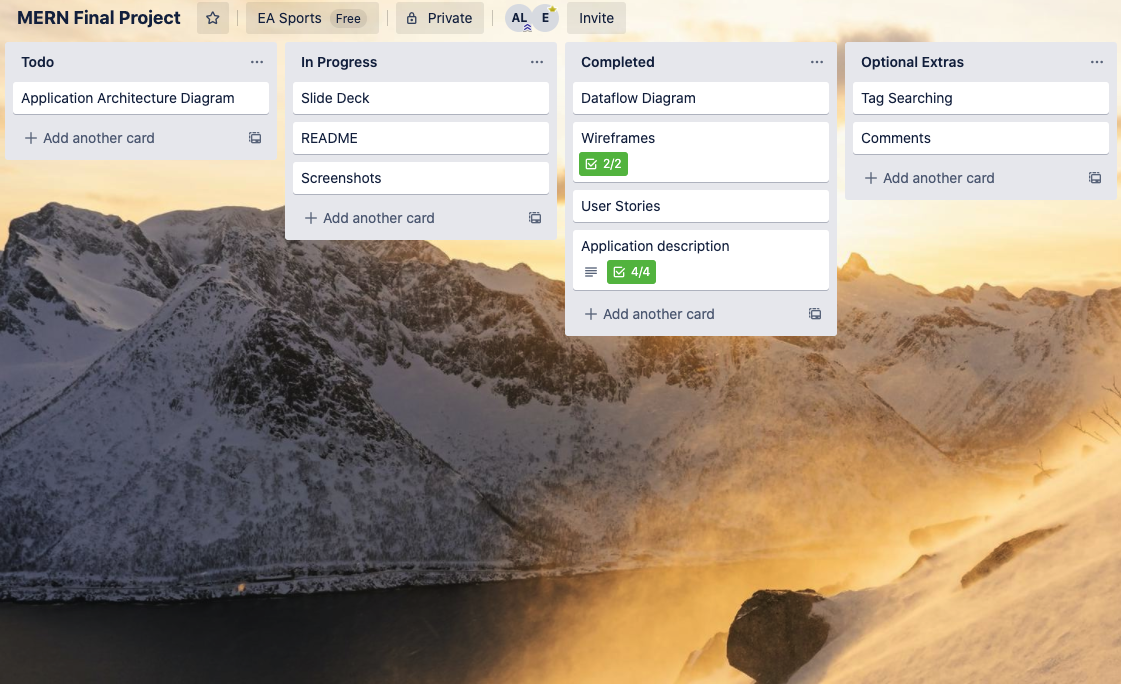 MERN Final Project
EA Sports Free
Private
AL
E
Invite
Todo
Application Architecture Diagram
Add another card
In Progress
Slide Deck
README
Screenshots
Add another card
Completed
Dataflow Diagram
Wireframes
2/2
User Stories
Application description
4/4
Add another card
Optional Extras
Tag Searching
Comments
Add another card